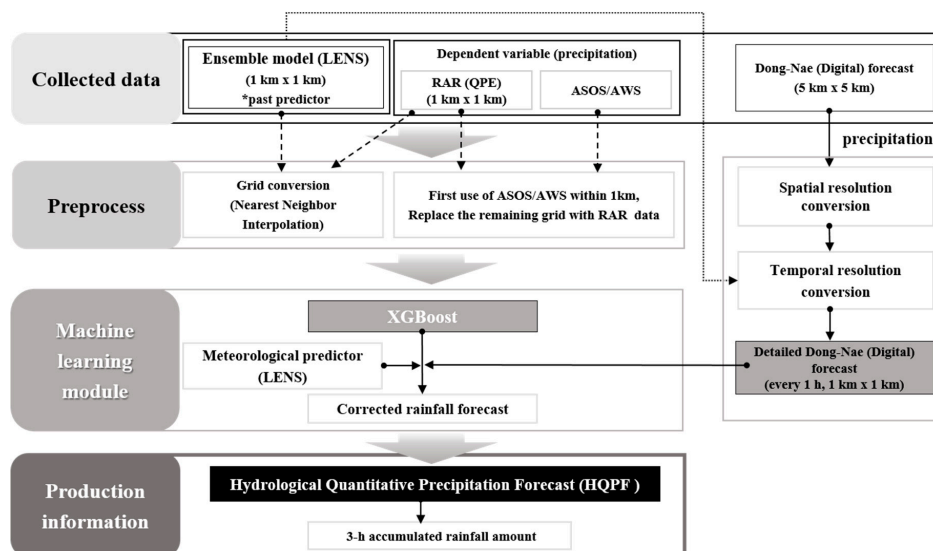 Collected data
Ensemble model (LENS)
(1 km x 1 km)
*past predictor
Dependent variable (precipitation)
RAR (QPE)
(1 km x 1 km)
ASOS/AWS
Dong-Nae (Digital) forecast
(5 km x 5 km)
precipitation
Preprocess
Grid conversion
(Nearest Neighbor
Interpolation)
First use of ASOS/AWS within 1km,
Replace the remaining grid with RAR data
Spatial resolution
conversion
Temporal resolution
conversion
Detailed Dong-Nae (Digital)
forecast
(every 1 h, 1 km x 1 km)
Machine
learning
module
XGBoost
Meteorological predictor
(LENS)
Corrected rainfall forecast
Production
information
Hydrological Quantitative Precipitation Forecast (HQPF )
3-h accumulated rainfall amount